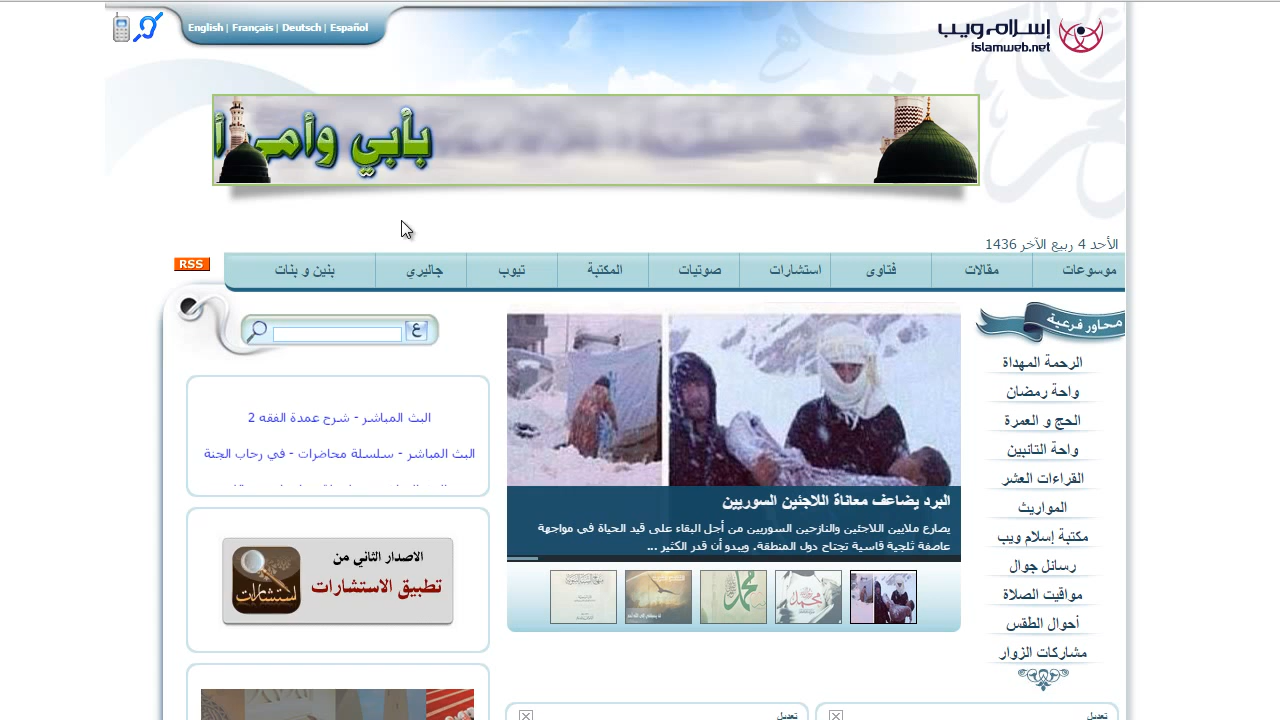 English | Français | Deutsch | Español
إسلام ويب
islamweb.net
بأبي وأمي أ
الأحد 4 ربيع الآخر 1436
موسوعات
مقالات
فتاوى
استشارات
صوتيات
المكتبة
تيوب
جاليري
بنين و بنات
RSS
محاور فرعية
الرحمة المهداة
واحة رمضان
الحج و العمرة
واحة التائبين
القراءات العشر
المواريث
مكتبة إسلام ويب
رسائل جوال
مواقيت الصلاة
أحوال الطقس
مشاركات الزوار
البرد يضاعف معاناة اللاجئين السوريين
يصارع ملايين اللاجئين والنازحين السوريين من أجل البقاء على قيد الحياة في مواجهة
عاصفة ثلجية قاسية تجتاح دول المنطقة. ويبدو أن قدر الكثير ...
محمد
محمد
ع
البث المباشر - شرح عمدة الفقه 2
البث المباشر - سلسلة محاضرات - في رحاب الجنة
الاصدار الثاني من
تطبيق الاستشارات
استشارات
تعديل
تعديل